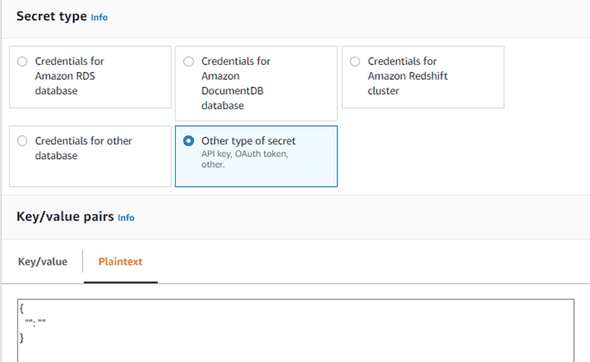 Secret type Info
Credentials for
Amazon RDS
database
Credentials for
Amazon
DocumentDB
database
Credentials for
Amazon Redshift
cluster
Credentials for other
database
Other type of secret
API key, OAuth token,
other.
Key/value pairs Info
Key/value Plaintext
{
"": ""
}